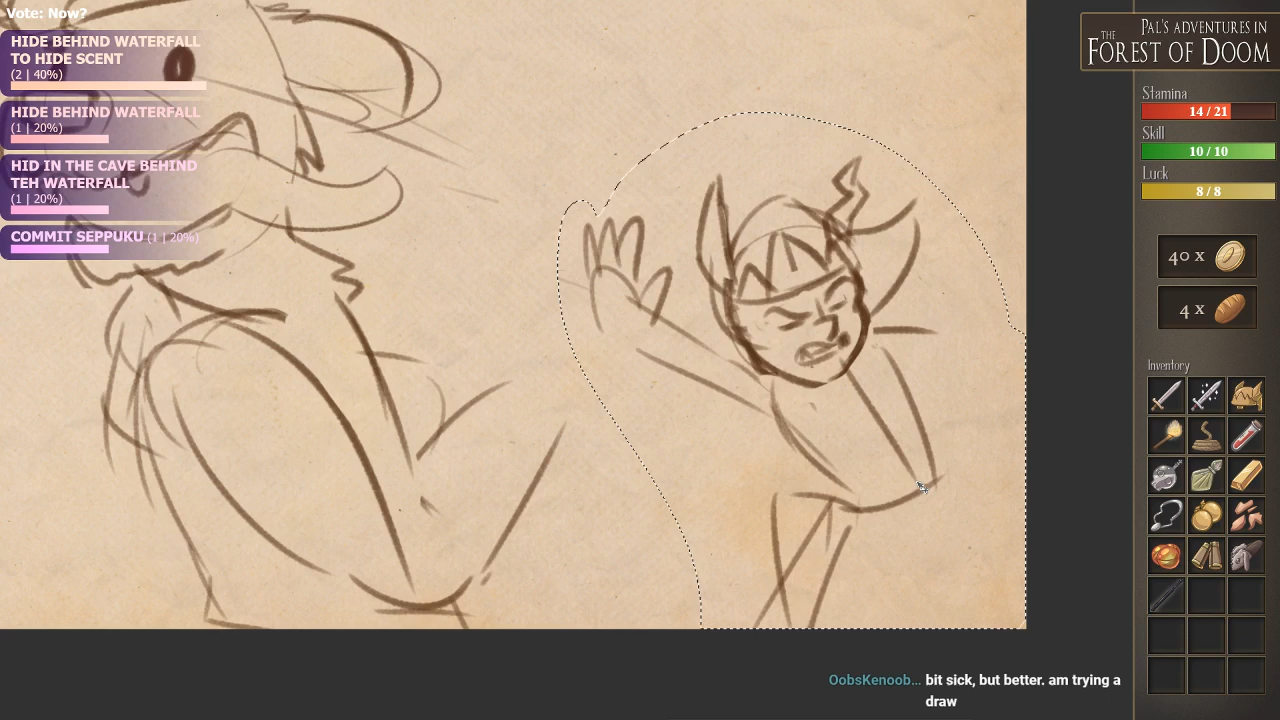 Vote: Now?
HIDE BEHIND WATERFALL
TO HIDE SCENT
(2 | 40%)
HIDE BEHIND WATERFALL
(1 | 20%)
HID IN THE CAVE BEHIND
TEH WATERFALL
(1 | 20%)
COMMIT SEPPUKU (1 | 20%)
PAL'S ADVENTURES IN
THE FOREST OF DOOM
Stamina
14 / 21
Skill
10 / 10
Luck
8 / 8
40 x
4 x
Inventory
OobsKenoob... bit sick, but better. am trying a
draw